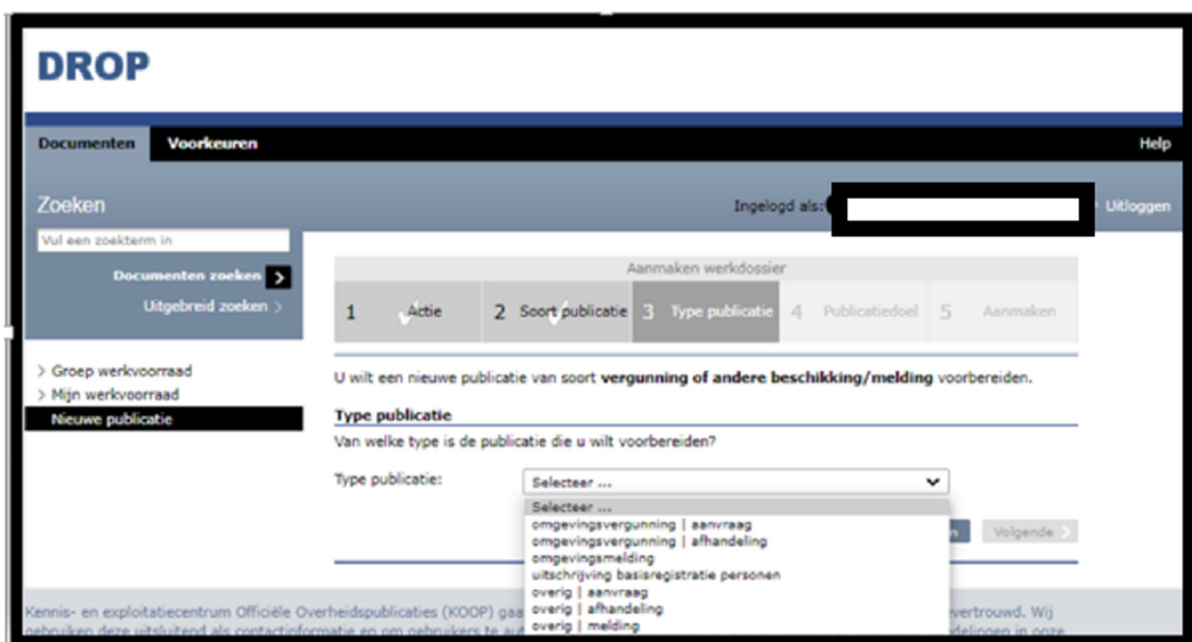 DROP
Documenten Voorkeuren Help
Zoeken
Ingelogd als: Uitloggen
Vul een zoekterm in
Documenten zoeken >
Uitgebreid zoeken >
Aanmaken werkdossier
1 Actie 2 Soort publicatie 3 Type publicatie 4 Publicatiedoel 5 Aanmaken
> Groep werkvoorraad
> Mijn werkvoorraad
Nieuwe publicatie
U wilt een nieuwe publicatie van soort vergunning of andere beschikking/melding voorbereiden.
Type publicatie
Van welke type is de publicatie die u wilt voorbereiden?
Type publicatie: Selecteer ...
Selecteer ...
omgevingsvergunning | aanvraag
omgevingsvergunning | afhandeling
omgevingsmelding
uitschrijving basisregistratie personen
overig | aanvraag
overig | afhandeling
overig | melding
Volgende >
Kennis- en exploitatiecentrum Officiële Overheidspublicaties (KOOP) gaa vertrouwd. Wij
gebruiken deze uitsluitend als contactinformatie en om gebruikers te aut delingen in onze